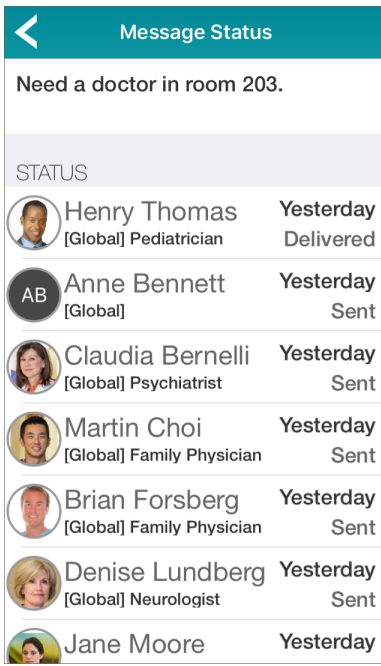 Message Status
Need a doctor in room 203.
STATUS
Henry Thomas Yesterday
[Global] Pediatrician Delivered
AB Anne Bennett Yesterday
[Global] Sent
Claudia Bernelli Yesterday
[Global] Psychiatrist Sent
Martin Choi Yesterday
[Global] Family Physician Sent
Brian Forsberg Yesterday
[Global] Family Physician Sent
Denise Lundberg Yesterday
[Global] Neurologist Sent
Jane Moore Yesterday